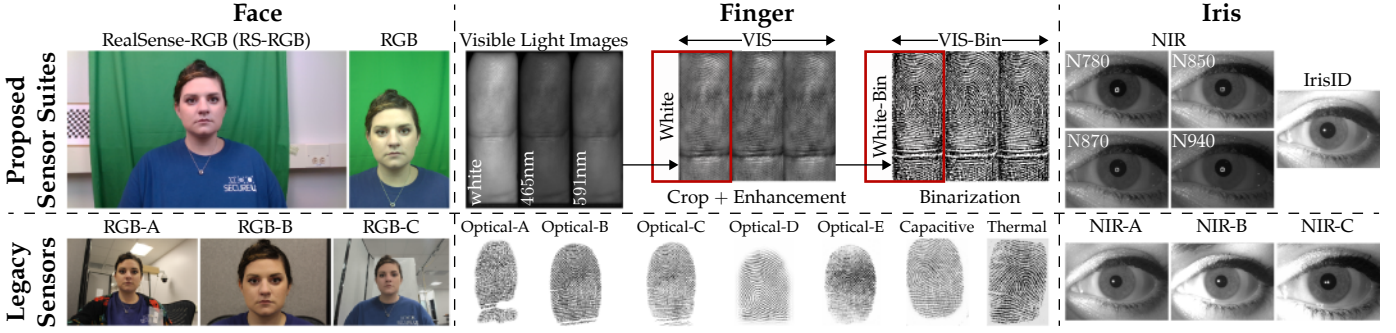 Face
Finger
Iris
Proposed
Sensor Suites
RealSense-RGB (RS-RGB)
RGB
Visible Light Images
white
465nm
591nm
VIS
White
Crop + Enhancement
VIS-Bin
White-Bin
Binarization
NIR
N780
N850
N870
N940
IrisID
Legacy
Sensors
RGB-A
RGB-B
RGB-C
Optical-A
Optical-B
Optical-C
Optical-D
Optical-E
Capacitive
Thermal
NIR-A
NIR-B
NIR-C